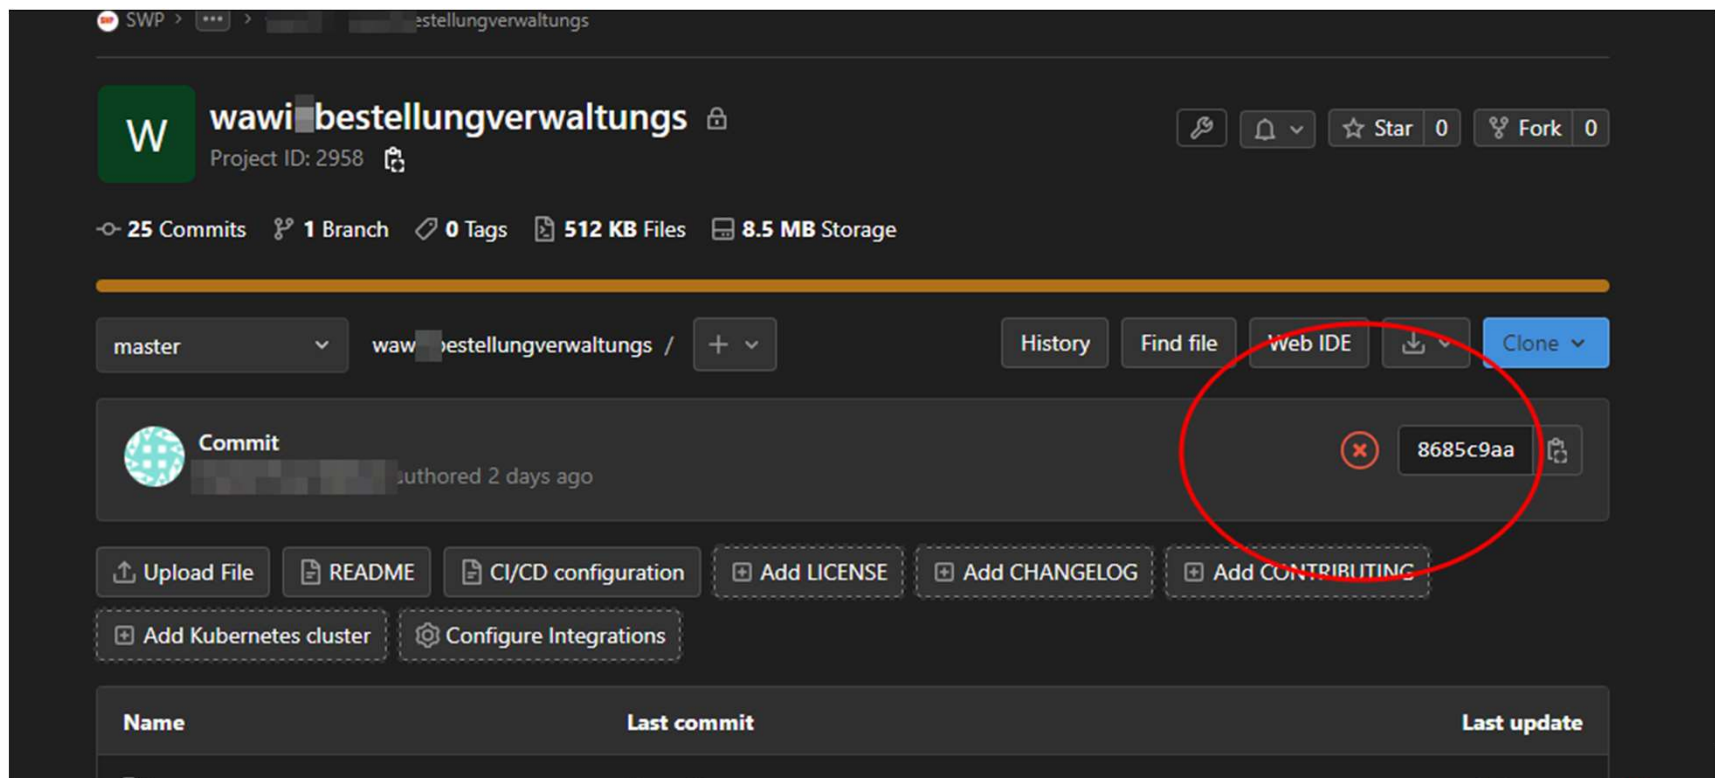 SWP > ... > estellungverwaltungs
W
wawi bestellungverwaltungs
Project ID: 2958
Star 0
Fork 0
25 Commits 1 Branch 0 Tags 512 KB Files 8.5 MB Storage
master waw bestellungverwaltungs / + History Find file Web IDE Clone
Commit
uthored 2 days ago
8685c9aa
Upload File README CI/CD configuration Add LICENSE Add CHANGELOG Add CONTRIBUTING
Add Kubernetes cluster Configure Integrations
Name Last commit Last update